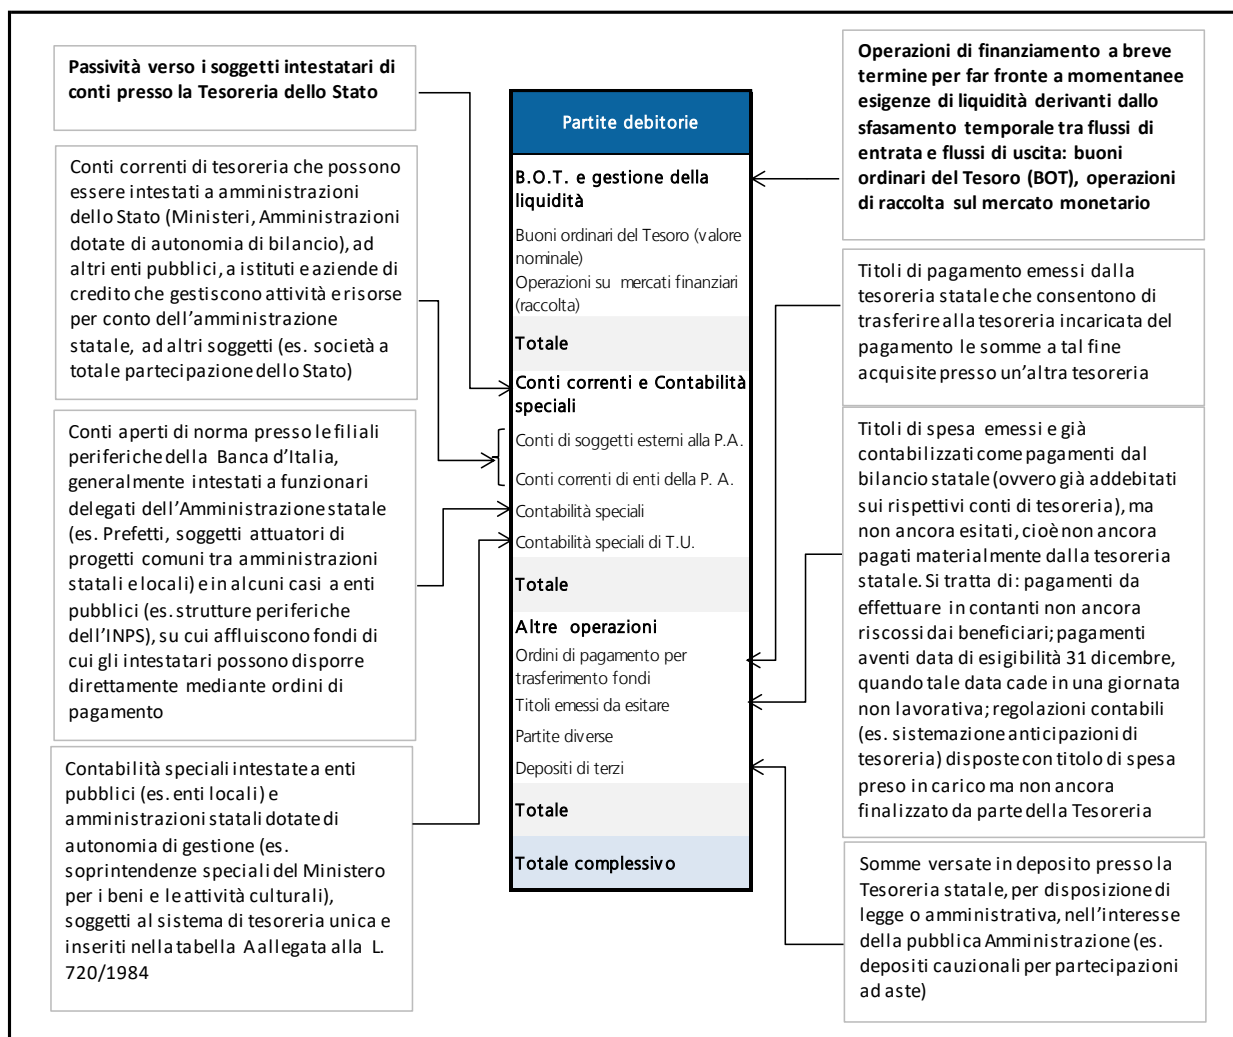 Passività verso i soggetti intestatari di
conti presso la Tesoreria dello Stato
Conti correnti di tesoreria che possono
essere intestati a amministrazioni
dello Stato (Ministeri, Amministrazioni
dotate di autonomia di bilancio), ad
altri enti pubblici, a istituti e aziende di
credito che gestiscono attività e risorse
per conto dell’amministrazione
statale, ad altri soggetti (es. società a
totale partecipazione dello Stato)
Conti aperti di norma presso le filiali
periferiche della Banca d’Italia,
generalmente intestati a funzionari
delegati dell’Amministrazione statale
(es. Prefetti, soggetti attuatori di
progetti comuni tra amministrazioni
statali e locali) e in alcuni casi a enti
pubblici (es. strutture periferiche
dell’INPS), su cui affluiscono fondi di
cui gli intestatari possono disporre
direttamente mediante ordini di
pagamento
Contabilità speciali intestate a enti
pubblici (es. enti locali) e
amministrazioni statali dotate di
autonomia di gestione (es.
soprintendenze speciali del Ministero
per i beni e le attività culturali),
soggetti al sistema di tesoreria unica e
inseriti nella tabella A allegata alla L.
720/1984
Partite debitorie
B.O.T. e gestione della
liquidità
Buoni ordinari del Tesoro (valore
nominale)
Operazioni su mercati finanziari
(raccolta)
Totale
Conti correnti e Contabilità
speciali
Conti di soggetti esterni alla P.A.
Conti correnti di enti della P. A.
Contabilità speciali
Contabilità speciali di T.U.
Totale
Altre operazioni
Ordini di pagamento per
trasferimento fondi
Titoli emessi da esitare
Partite diverse
Depositi di terzi
Totale
Totale complessivo
Operazioni di finanziamento a breve
termine per far fronte a momentanee
esigenze di liquidità derivanti dallo
sfasamento temporale tra flussi di
entrata e flussi di uscita: buoni
ordinari del Tesoro (BOT), operazioni
di raccolta sul mercato monetario
Titoli di pagamento emessi dalla
tesoreria statale che consentono di
trasferire alla tesoreria incaricata del
pagamento le somme a tal fine
acquisite presso un’altra tesoreria
Titoli di spesa emessi e già
contabilizzati come pagamenti dal
bilancio statale (ovvero già addebitati
sui rispettivi conti di tesoreria), ma
non ancora esitati, cioè non ancora
pagati materialmente dalla tesoreria
statale. Si tratta di: pagamenti da
effettuare in contanti non ancora
riscossi dai beneficiari; pagamenti
aventi data di esigibilità 31 dicembre,
quando tale data cade in una giornata
non lavorativa; regolazioni contabili
(es. sistemazione anticipazioni di
tesoreria) disposte con titolo di spesa
preso in carico ma non ancora
finalizzato da parte della Tesoreria
Somme versate in deposito presso la
Tesoreria statale, per disposizione di
legge o amministrativa, nell’interesse
della pubblica Amministrazione (es.
depositi cauzionali per partecipazioni
ad aste)